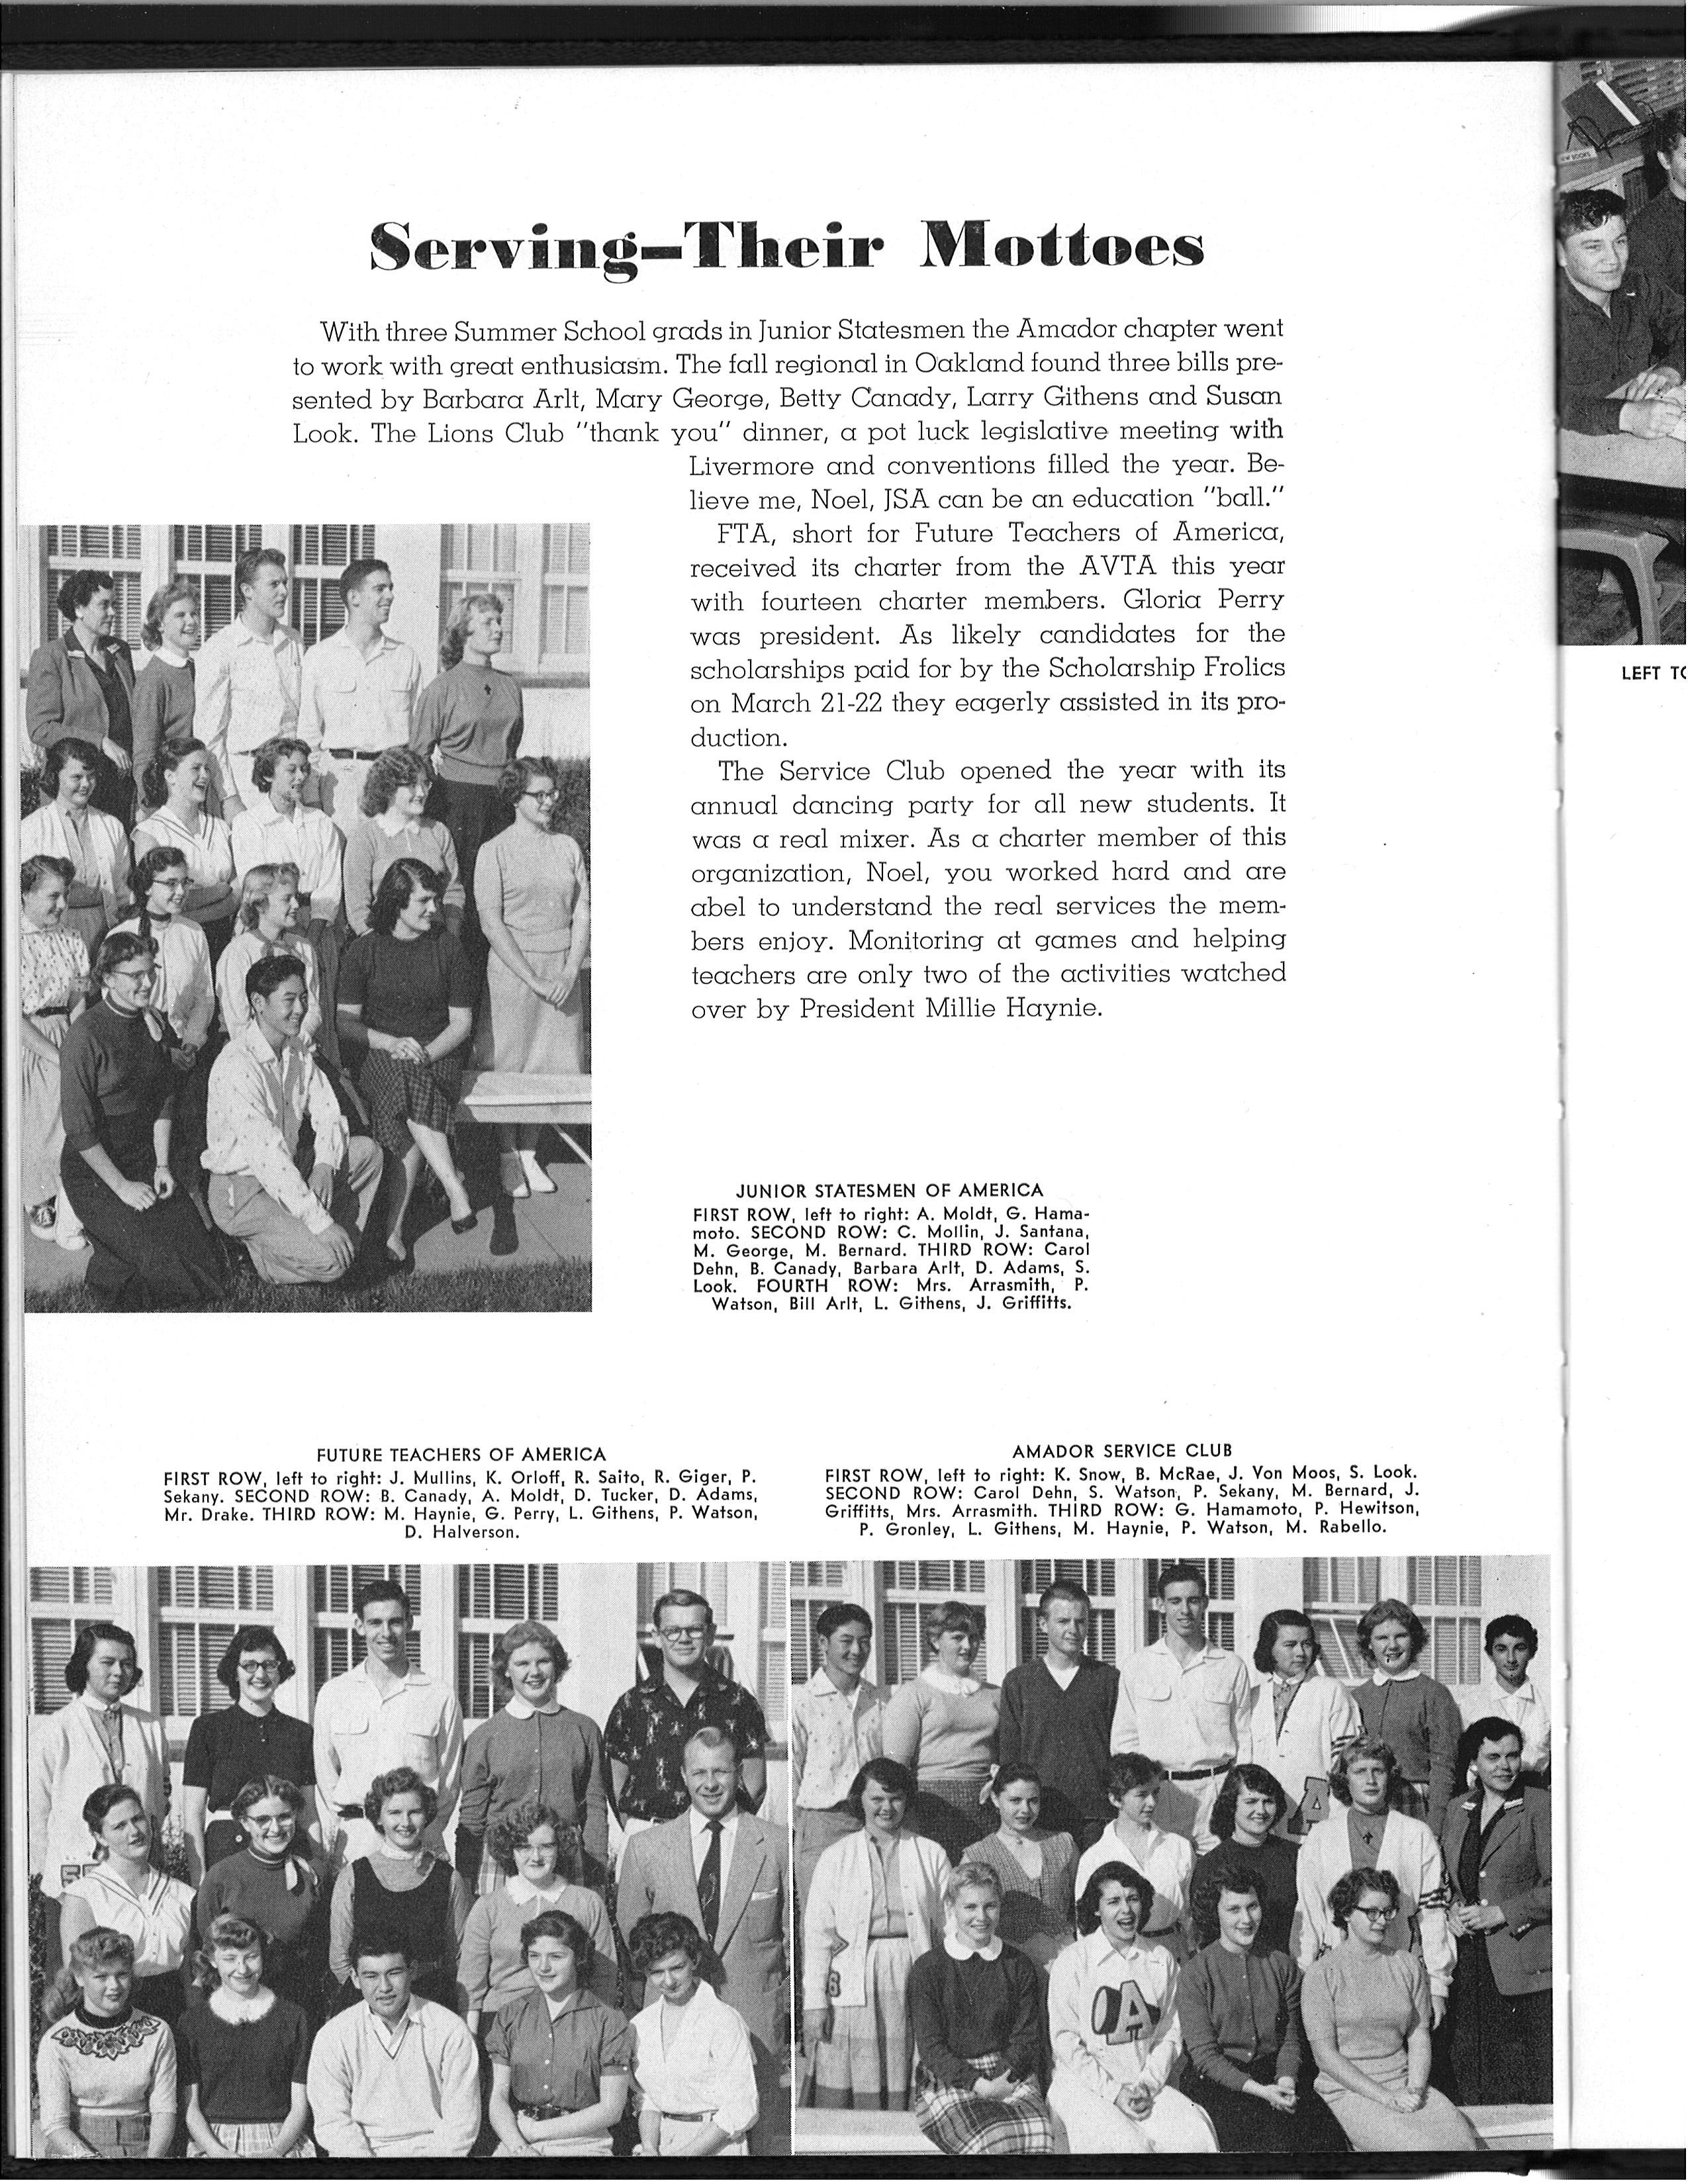 Serving—Their Mottoes
With three Summer School grads in Junior Statesmen the Amador chapter went
to work with great enthusiasm. The fall regional in Oakland found three bills pre-
sented by Barbara Arlt, Mary George, Betty Canady, Larry Githens and Susan
Look. The Lions Club "thank you" dinner, a pot luck legislative meeting with
Livermore and conventions filled the year. Be-
lieve me, Noel, JSA can be an education "ball."
FTA, short for Future Teachers of America,
received its charter from the AVTA this year
with fourteen charter members. Gloria Perry
was president. As likely candidates for the
scholarships paid for by the Scholarship Frolics
on March 21-22 they eagerly assisted in its pro-
duction.
The Service Club opened the year with its
annual dancing party for all new students. It
was a real mixer. As a charter member of this
organization, Noel, you worked hard and are
abel to understand the real services the mem-
bers enjoy. Monitoring at games and helping
teachers are only two of the activities watched
over by President Millie Haynie.
JUNIOR STATESMEN OF AMERICA
FIRST ROW, left to right: A. Moldt, G. Hama-
moto. SECOND ROW: C. Mollin, J. Santana,
M. George, M. Bernard. THIRD ROW: Carol
Dehn, B. Canady, Barbara Arlt, D. Adams, S.
Look. FOURTH ROW: Mrs. Arrasmith, P.
Watson, Bill Arlt, L. Githens, J. Griffitts.
FUTURE TEACHERS OF AMERICA
FIRST ROW, left to right: J. Mullins, K. Orloff, R. Saito, R. Giger, P.
Sekany. SECOND ROW: B. Canady, A. Moldt, D. Tucker, D. Adams,
Mr. Drake. THIRD ROW: M. Haynie, G. Perry, L. Githens, P. Watson,
D. Halverson.
AMADOR SERVICE CLUB
FIRST ROW, left to right: K. Snow, B. McRae, J. Von Moos, S. Look.
SECOND ROW: Carol Dehn, S. Watson, P. Sekany, M. Bernard, J.
Griffitts, Mrs. Arrasmith. THIRD ROW: G. Hamamoto, P. Hewitson,
P. Gronley, L. Githens, M. Haynie, P. Watson, M. Rabello.
A
A
LEFT TO